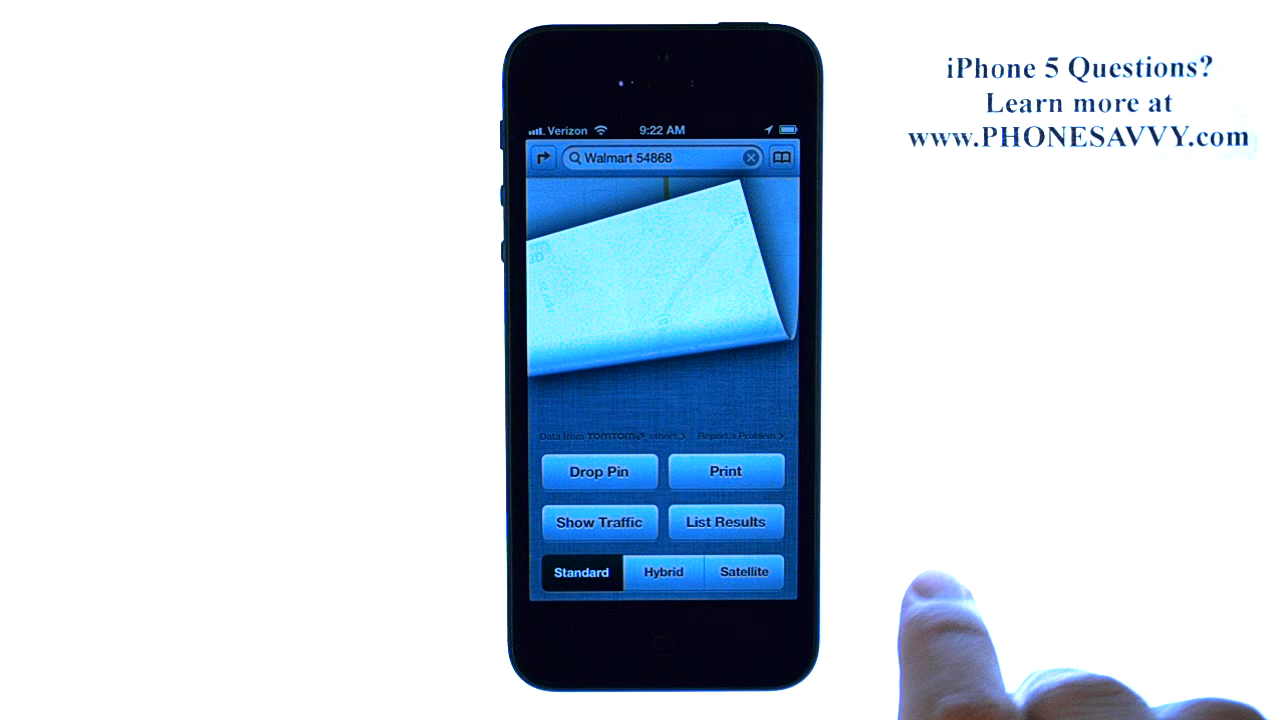 iPhone 5 Questions?
Learn more at
www.PHONESAVVY.com
Verizon 9:22 AM
Walmart 54868
3D
Data from TOMTOM, others > Report a Problem >
Drop Pin Print
Show Traffic List Results
Standard Hybrid Satellite